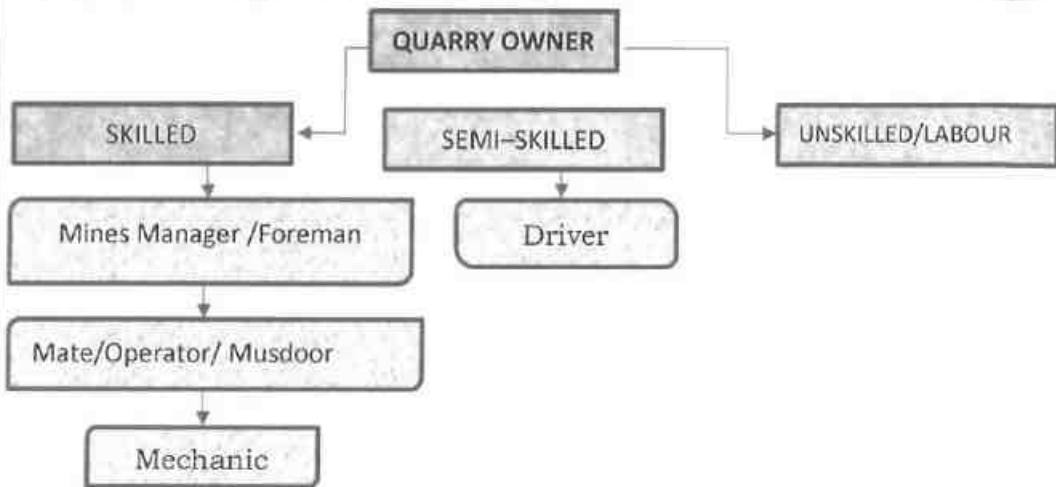 QUARRY OWNER
SKILLED
SEMI–SKILLED
UNSKILLED/LABOUR
Mines Manager /Foreman
Driver
Mate/Operator/ Musdoor
Mechanic